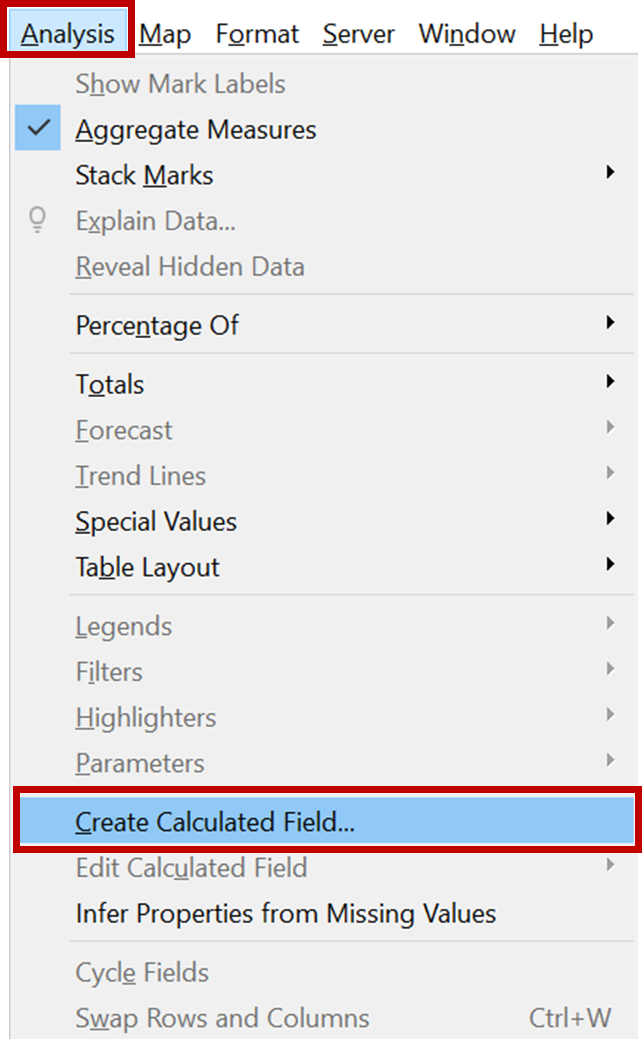 Analysis Map Format Server Window Help
Show Mark Labels
Aggregate Measures
Stack Marks
Explain Data...
Reveal Hidden Data
Percentage Of
Totals
Forecast
Trend Lines
Special Values
Table Layout
Legends
Filters
Highlighters
Parameters
Create Calculated Field...
Edit Calculated Field
Infer Properties from Missing Values
Cycle Fields
Swap Rows and Columns Ctrl+W